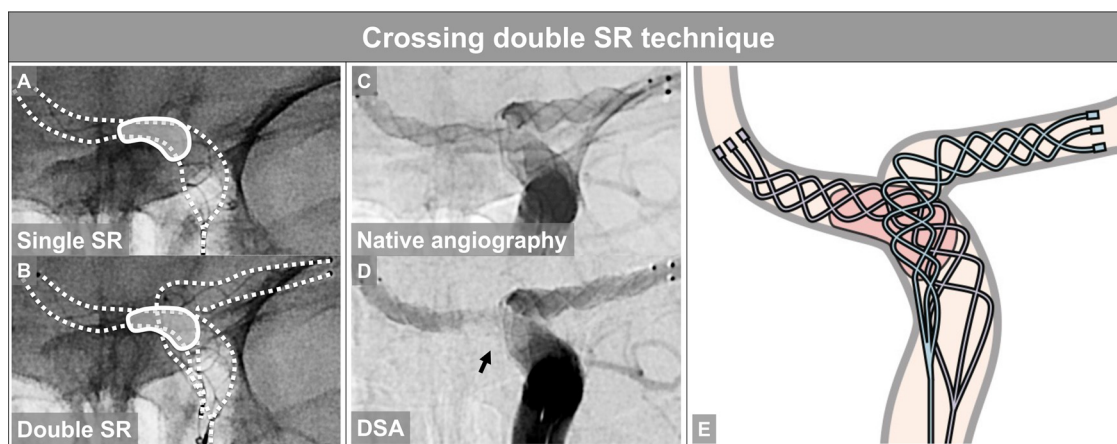 Crossing double SR technique
A
Single SR
B
Double SR
C
Native angiography
D
DSA
E